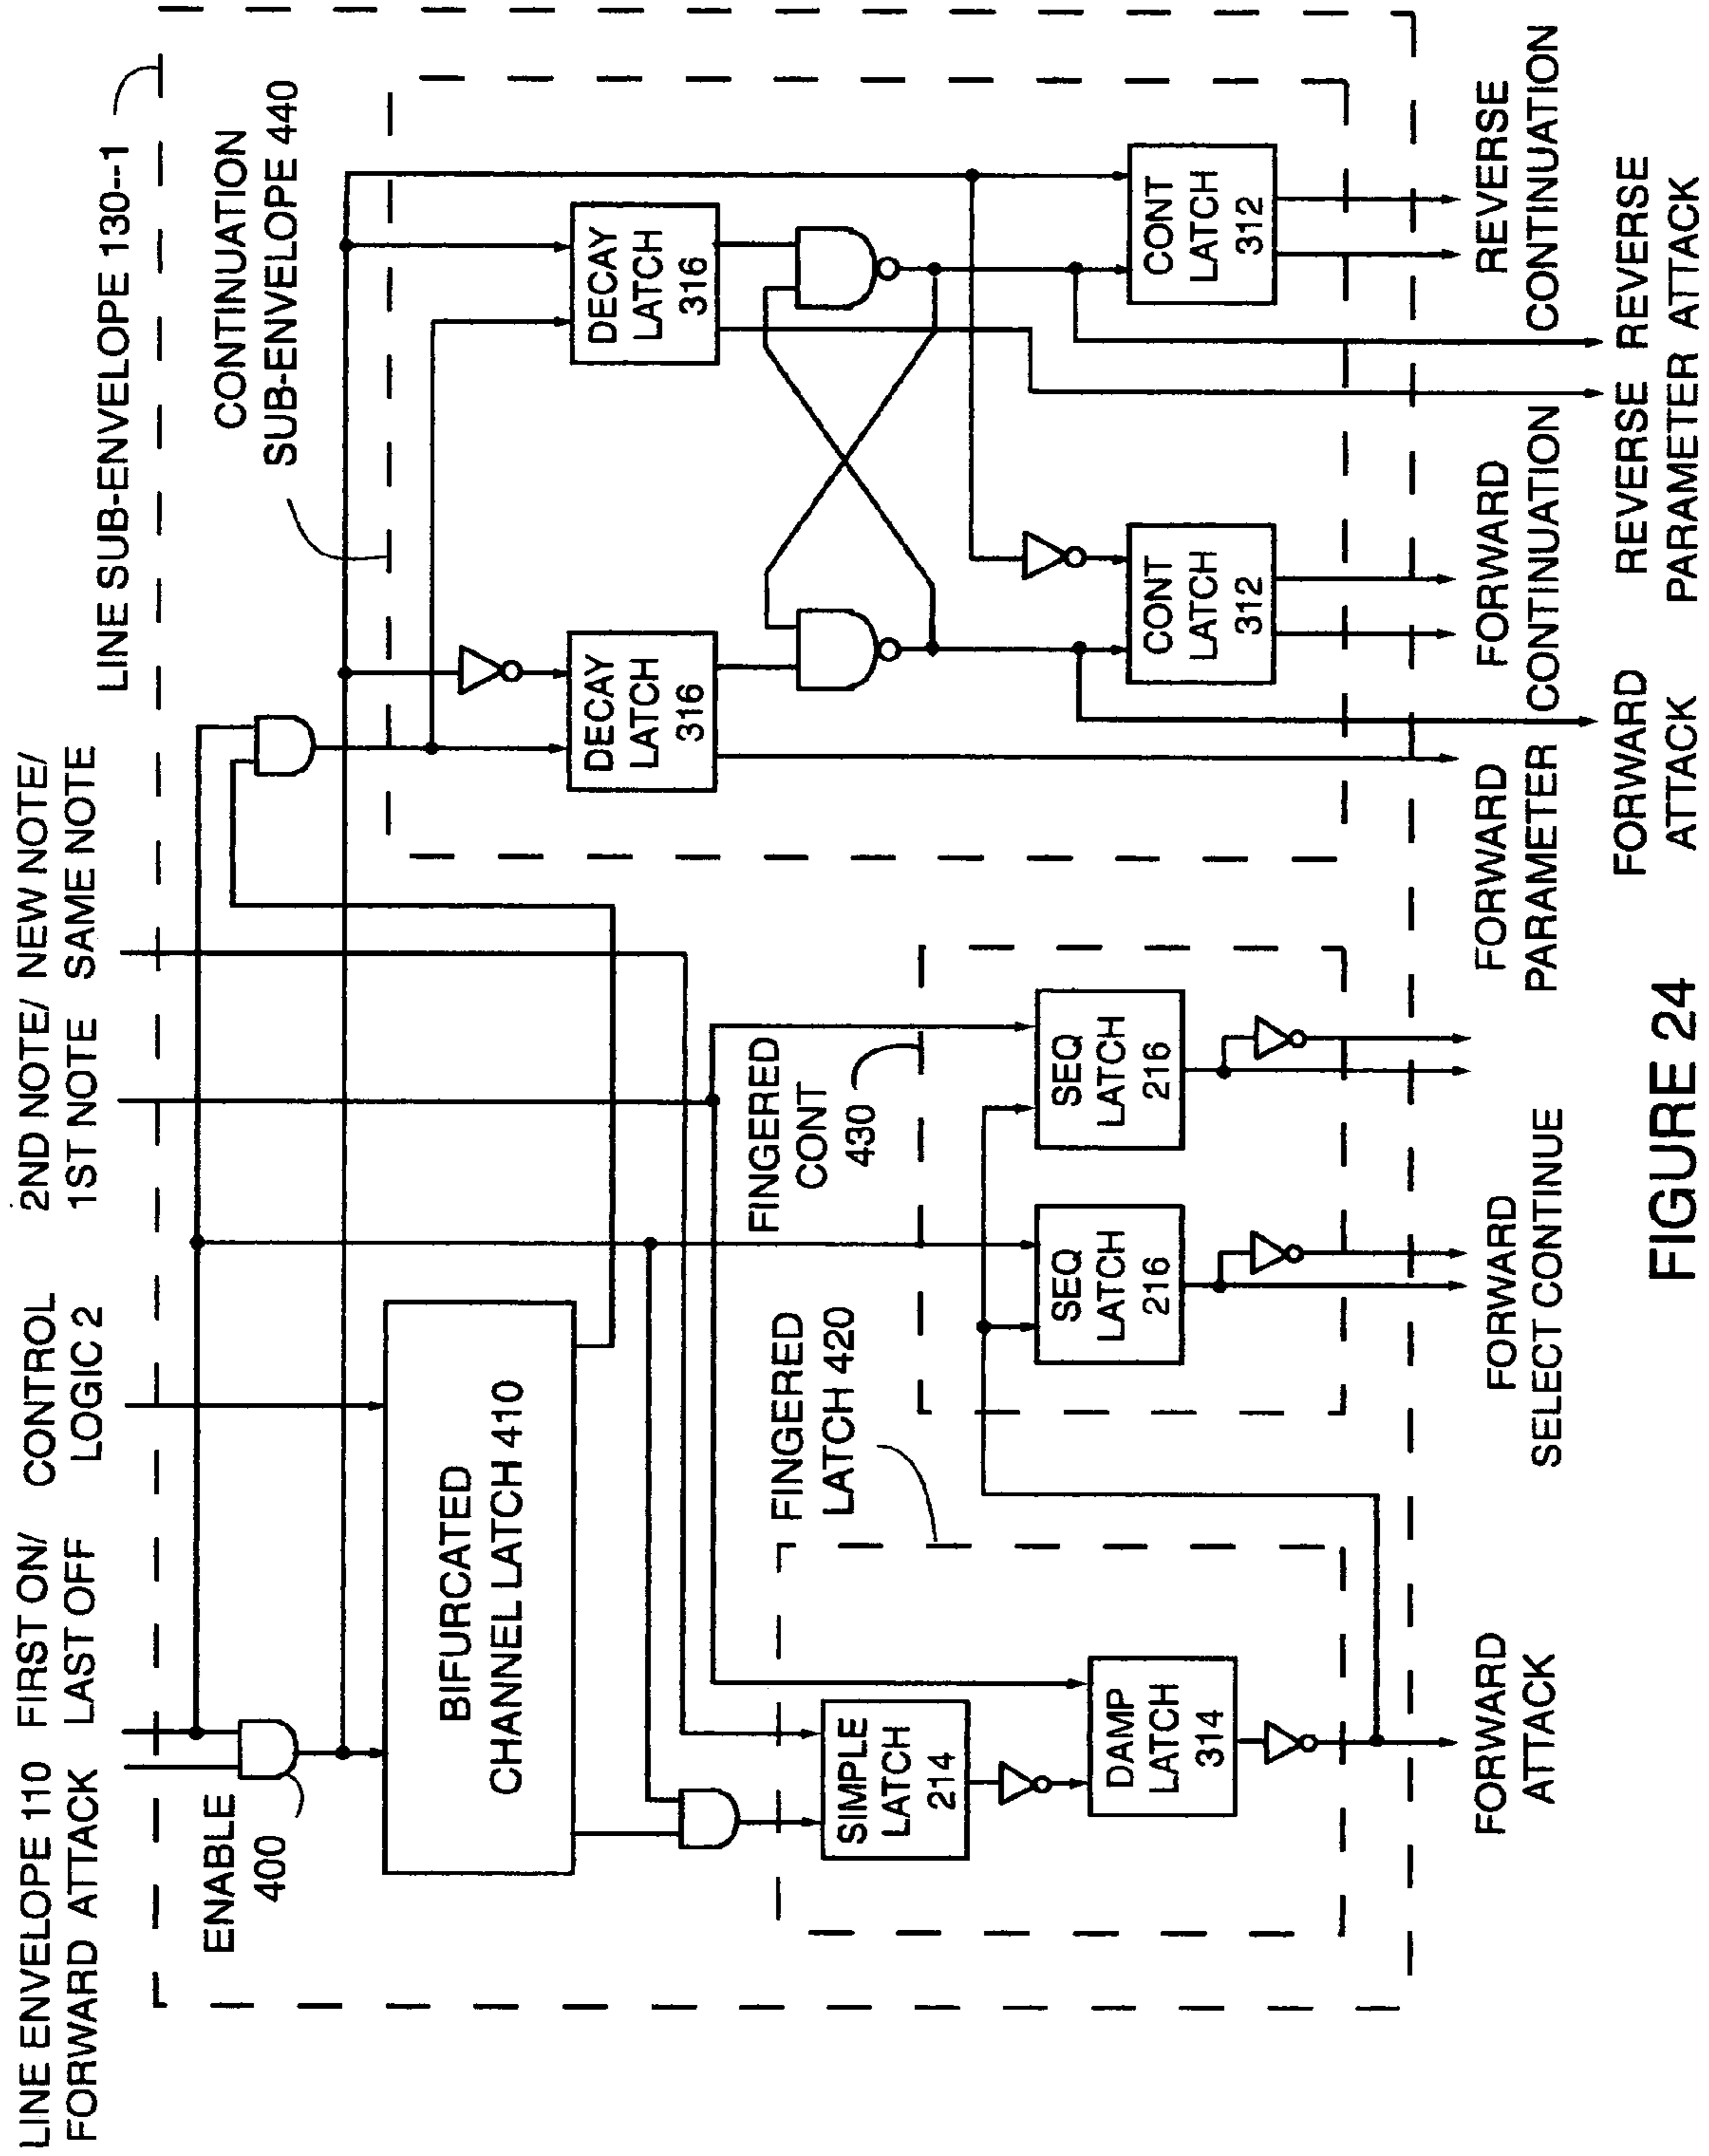 LINE ENVELOPE 110
FORWARD ATTACK
FIRST ON/
LAST OFF
CONTROL
LOGIC 2
2ND NOTE/
1ST NOTE
NEW NOTE/
SAME NOTE
LINE SUB-ENVELOPE 130--1
ENABLE
400
CONTINUATION
SUB-ENVELOPE 440
BIFURCATED
CHANNEL LATCH 410
DECAY
LATCH
316
DECAY
LATCH
316
FINGERED
LATCH 420
FINGERED
CONT
430
SIMPLE
LATCH
214
DAMP
LATCH
314
SEQ
LATCH
216
SEQ
LATCH
216
CONT
LATCH
312
CONT
LATCH
312
FORWARD
ATTACK
FORWARD
SELECT CONTINUE
FORWARD
PARAMETER
FORWARD
CONTINUATION
REVERSE
CONTINUATION
FORWARD
ATTACK
REVERSE
PARAMETER
REVERSE
ATTACK
FIGURE 24